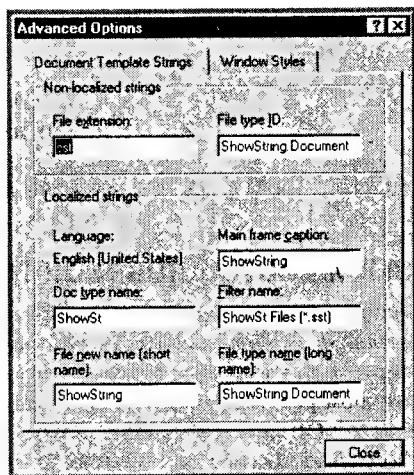 Advanced Options
Document Template Strings
Window Styles
Non-localized strings
File extension:
File type ID:
sst
ShowString.Document
Localized strings
Language:
Main frame caption:
English [United States]
ShowString
Doc type name:
Filter name:
ShowSt
ShowSt Files (*.sst)
File new name (short name):
File type name (long name):
ShowString
ShowString Document
Close